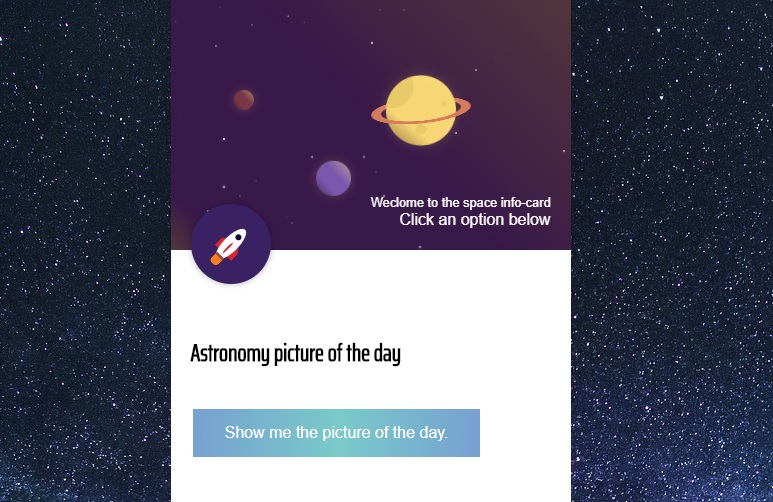 Weclome to the space info-card
Click an option below
Astronomy picture of the day
Show me the picture of the day.